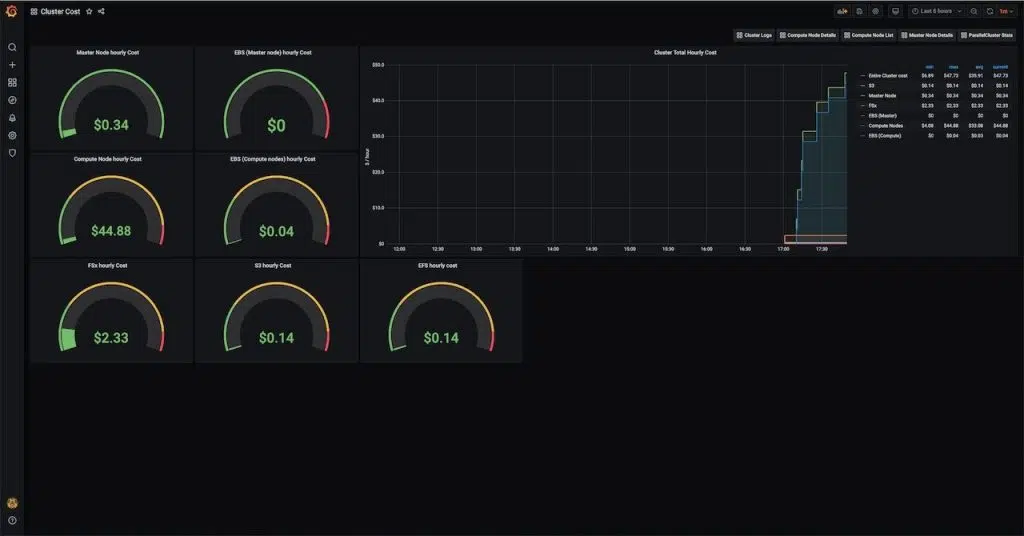 Cluster Cost
Last 6 hours
1m
Cluster Logs
Compute Node Details
Compute Node List
Master Node Details
ParallelCluster Stats
Master Node hourly Cost
$0.34
EBS (Master node) hourly Cost
$0
Compute Node hourly Cost
$44.88
EBS (Compute nodes) hourly Cost
$0.04
FSx hourly Cost
$2.33
S3 hourly Cost
$0.14
EFS hourly cost
$0.14
Cluster Total Hourly Cost
$ / hour
$50.0
$40.0
$30.0
$20.0
$10.0
$0
12:00 12:30 13:00 13:30 14:00 14:30 15:00 15:30 16:00 16:30 17:00 17:30
min max avg current
Entire Cluster cost $6.89 $47.73 $35.91 $47.73
S3 $0.14 $0.14 $0.14 $0.14
Master Node $0.34 $0.34 $0.34 $0.34
FSx $2.33 $2.33 $2.33 $2.33
EBS (Master) $0 $0 $0 $0
Compute Nodes $4.08 $44.88 $33.08 $44.88
EBS (Compute) $0 $0.04 $0.03 $0.04